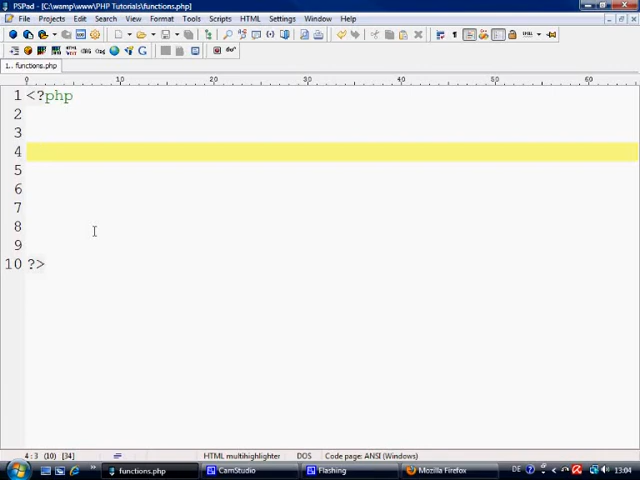 PSPad - [C:\wamp\www\PHP Tutorials\functions.php]
File Projects Edit Search View Format Tools Scripts HTML Settings Window Help
1.. functions.php
0 10 20 30 40 50 60
1 <?php
2
3
4
5
6
7
8
9
10 ?>
4 : 3 (10) [34] HTML multihighlighter DOS Code page: ANSI (Windows)
functions.php CamStudio Flashing Mozilla Firefox DE 13:04